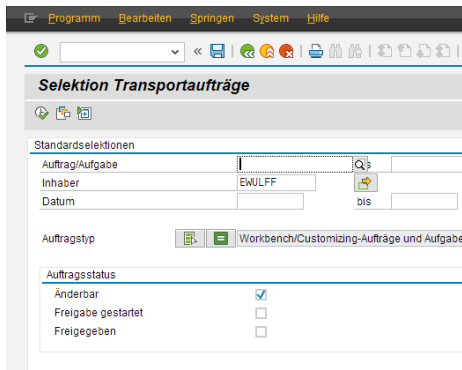 Programm Bearbeiten Springen System Hilfe
Selektion Transportaufträge
Standardselektionen
Auftrag/Aufgabe
Inhaber EWULFF
Datum bis
Auftragstyp Workbench/Customizing-Aufträge und Aufgabe
Auftragsstatus
Änderbar
Freigabe gestartet
Freigegeben